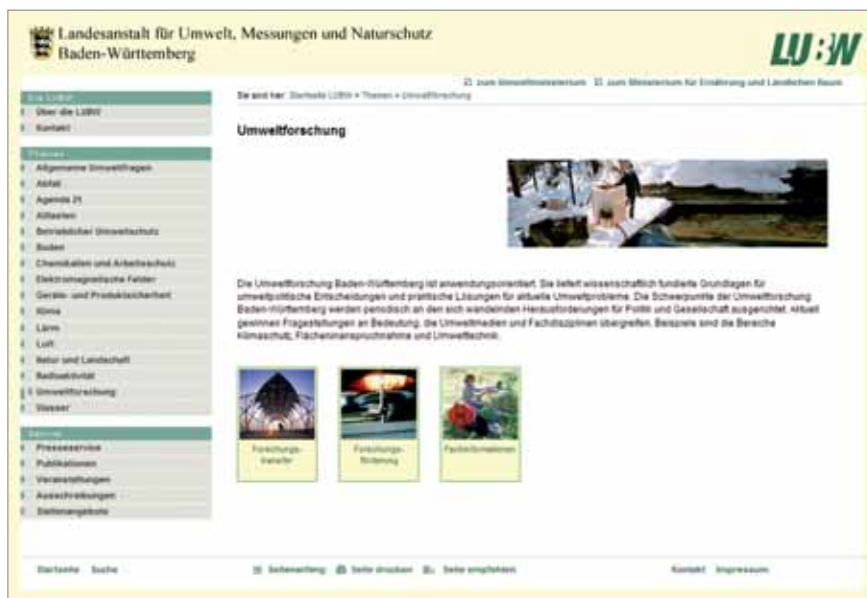 Landesanstalt für Umwelt, Messungen und Naturschutz
Baden-Württemberg
LUBW
zum Umweltministerium zum Ministerium für Ernährung und Ländlichen Raum
Sie sind hier: Startseite LUBW > Themen > Umweltforschung
Die LUBW
Über die LUBW
Kontakt
Themen
Allgemeine Umweltfragen
Abfall
Agenda 21
Altlasten
Betrieblicher Umweltschutz
Boden
Chemikalien und Arbeitsschutz
Elektromagnetische Felder
Geräte- und Produktsicherheit
Klima
Lärm
Luft
Natur und Landschaft
Radioaktivität
Umweltforschung
Wasser
Service
Presseservice
Publikationen
Veranstaltungen
Ausschreibungen
Stellenangebote
Umweltforschung
Die Umweltforschung Baden-Württemberg ist anwendungsorientiert. Sie liefert wissenschaftlich fundierte Grundlagen für
umweltpolitische Entscheidungen und praktische Lösungen für aktuelle Umweltprobleme. Die Schwerpunkte der Umweltforschung
Baden-Württemberg werden periodisch an den sich wandelnden Herausforderungen für Politik und Gesellschaft ausgerichtet. Aktuell
gewinnen Fragestellungen an Bedeutung, die Umweltmedien und Fachdisziplinen übergreifen. Beispiele sind die Bereiche
Klimaschutz, Flächeninanspruchnahme und Umwelttechnik.
Forschungs-
transfer
Forschungs-
förderung
Fachinformationen
Startseite Suche Seitenanfang Seite drucken Seite empfehlen Kontakt Impressum